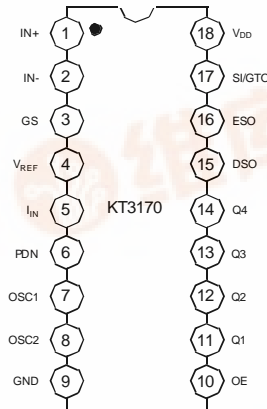 IN+ 1 18 VDD
IN- 2 17 SI/GTO
GS 3 16 ESO
VREF 4 15 DSO
IIN 5 KT3170 14 Q4
PDN 6 13 Q3
OSC1 7 12 Q2
OSC2 8 11 Q1
GND 9 10 OE